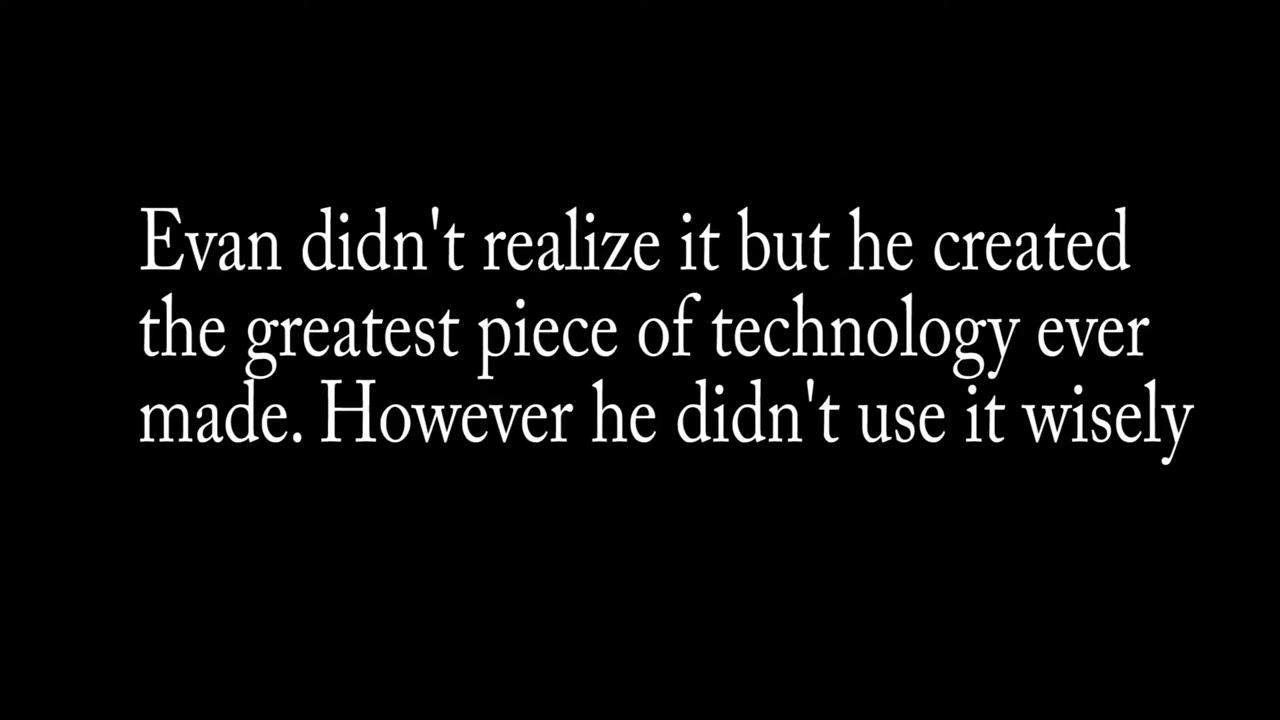 Evan didn't realize it but he created
the greatest piece of technology ever
made. However he didn't use it wisely